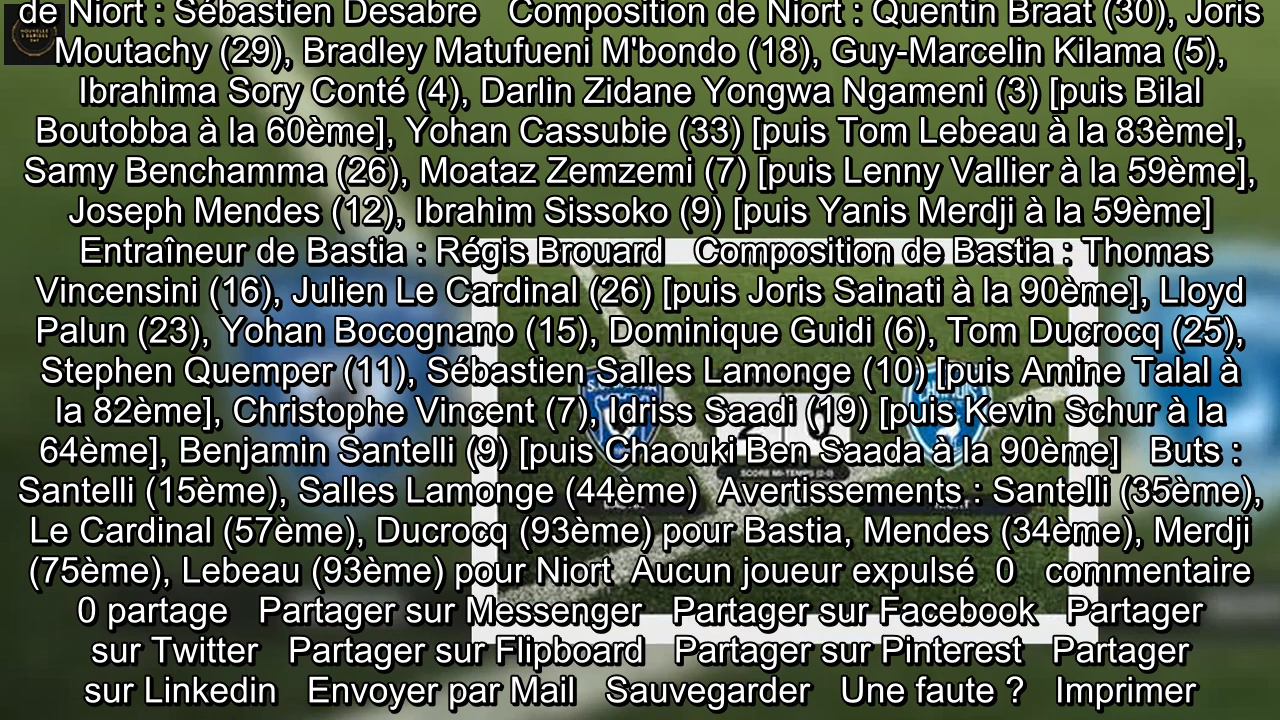 de Niort : Sébastien Desabre Composition de Niort : Quentin Braat (30), Joris
Moutachy (29), Bradley Matufueni M'bondo (18), Guy-Marcelin Kilama (5),
Ibrahima Sory Conté (4), Darlin Zidane Yongwa Ngameni (3) [puis Bilal
Boutobba à la 60ème], Yohan Cassubie (33) [puis Tom Lebeau à la 83ème],
Samy Benchamma (26), Moataz Zemzemi (7) [puis Lenny Vallier à la 59ème],
Joseph Mendes (12), Ibrahim Sissoko (9) [puis Yanis Merdji à la 59ème]
Entraîneur de Bastia : Régis Brouard Composition de Bastia : Thomas
Vincensini (16), Julien Le Cardinal (26) [puis Joris Sainati à la 90ème], Lloyd
Palun (23), Yohan Bocognano (15), Dominique Guidi (6), Tom Ducrocq (25),
Stephen Quemper (11), Sébastien Salles Lamonge (10) [puis Amine Talal à
la 82ème], Christophe Vincent (7), Idriss Saadi (19) [puis Kevin Schur à la
64ème], Benjamin Santelli (9) [puis Chaouki Ben Saada à la 90ème] Buts :
SCORE MI-TEMPS (2-0)
Santelli (15ème), Salles Lamonge (44ème) Avertissements : Santelli (35ème),
Le Cardinal (57ème), Ducrocq (93ème) pour Bastia, Mendes (34ème), Merdji
(75ème), Lebeau (93ème) pour Niort Aucun joueur expulsé 0 commentaire
0 partage Partager sur Messenger Partager sur Facebook Partager
sur Twitter Partager sur Flipboard Partager sur Pinterest Partager
sur Linkedin Envoyer par Mail Sauvegarder Une faute ? Imprimer